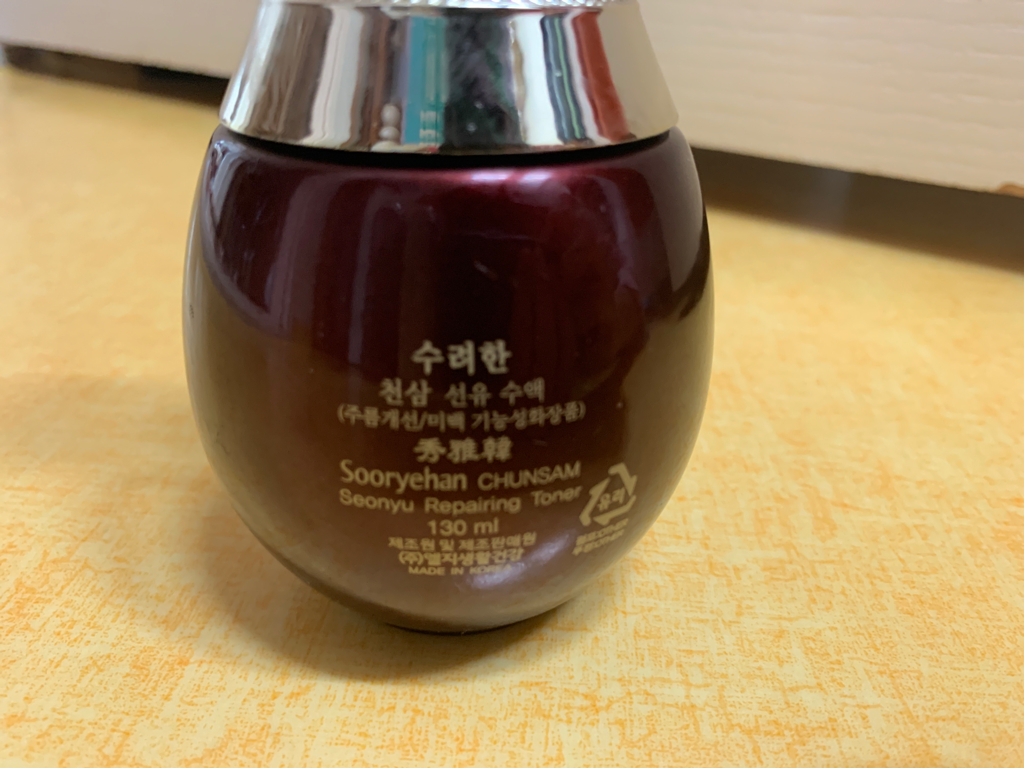 수려한
천삼 선유 수액
(주름개선/미백 기능성화장품)
秀雅韓
Sooryehan CHUNSAM
Seonyu Repairing Toner
130 ml
제조원 및 제조판매원
(주)엘지생활건강
MADE IN KOREA
유리